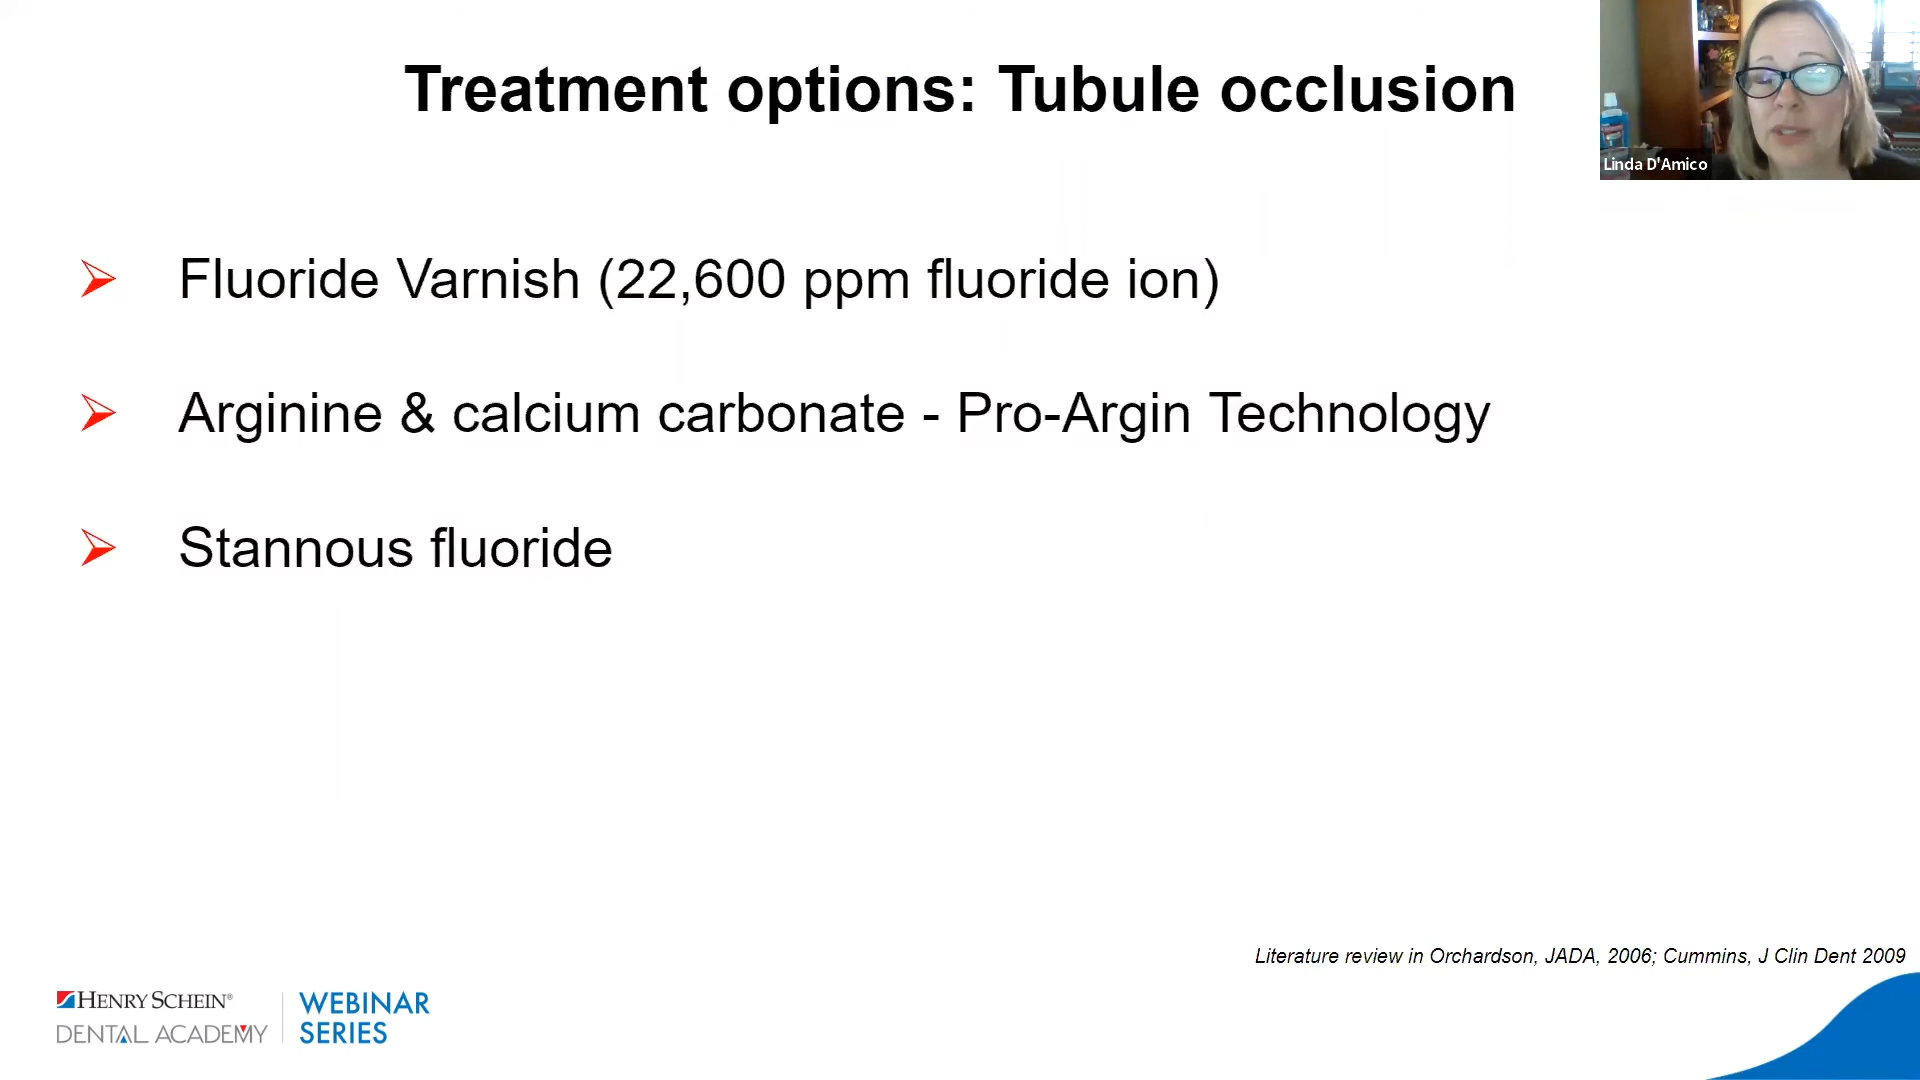 Treatment options: Tubule occlusion
Linda D'Amico
Fluoride Varnish (22,600 ppm fluoride ion)
Arginine & calcium carbonate - Pro-Argin Technology
Stannous fluoride
Literature review in Orchardson, JADA, 2006; Cummins, J Clin Dent 2009
HENRY SCHEIN®
DENTAL ACADEMY
WEBINAR
SERIES